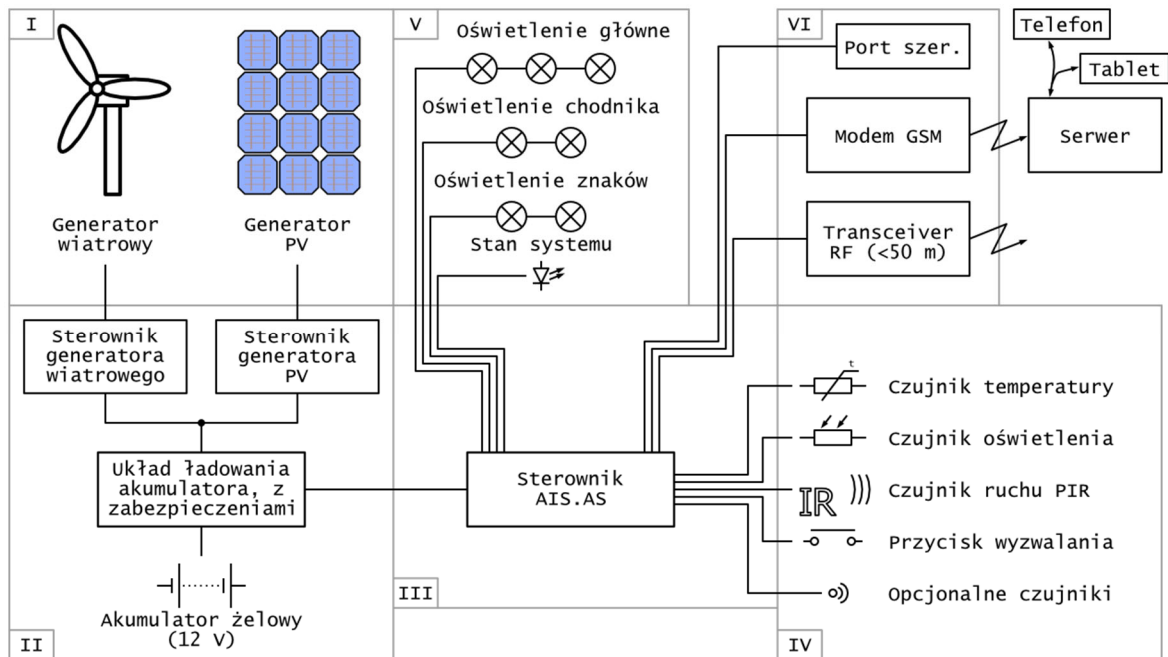 I
Generator
wiatrowy
Generator
PV
V
Oświetlenie główne
Oświetlenie chodnika
Oświetlenie znaków
Stan systemu
VI
Port szer.
Modem GSM
Transceiver
RF (<50 m)
Telefon
Tablet
Serwer
Sterownik
generatora
wiatrowego
Sterownik
generatora
PV
Układ ładowania
akumulatora, z
zabezpieczeniami
Akumulator żelowy
(12 V)
II
Sterownik
AIS.AS
III
t
Czujnik temperatury
Czujnik oświetlenia
IR
Czujnik ruchu PIR
Przycisk wyzwalania
Opcjonalne czujniki
IV